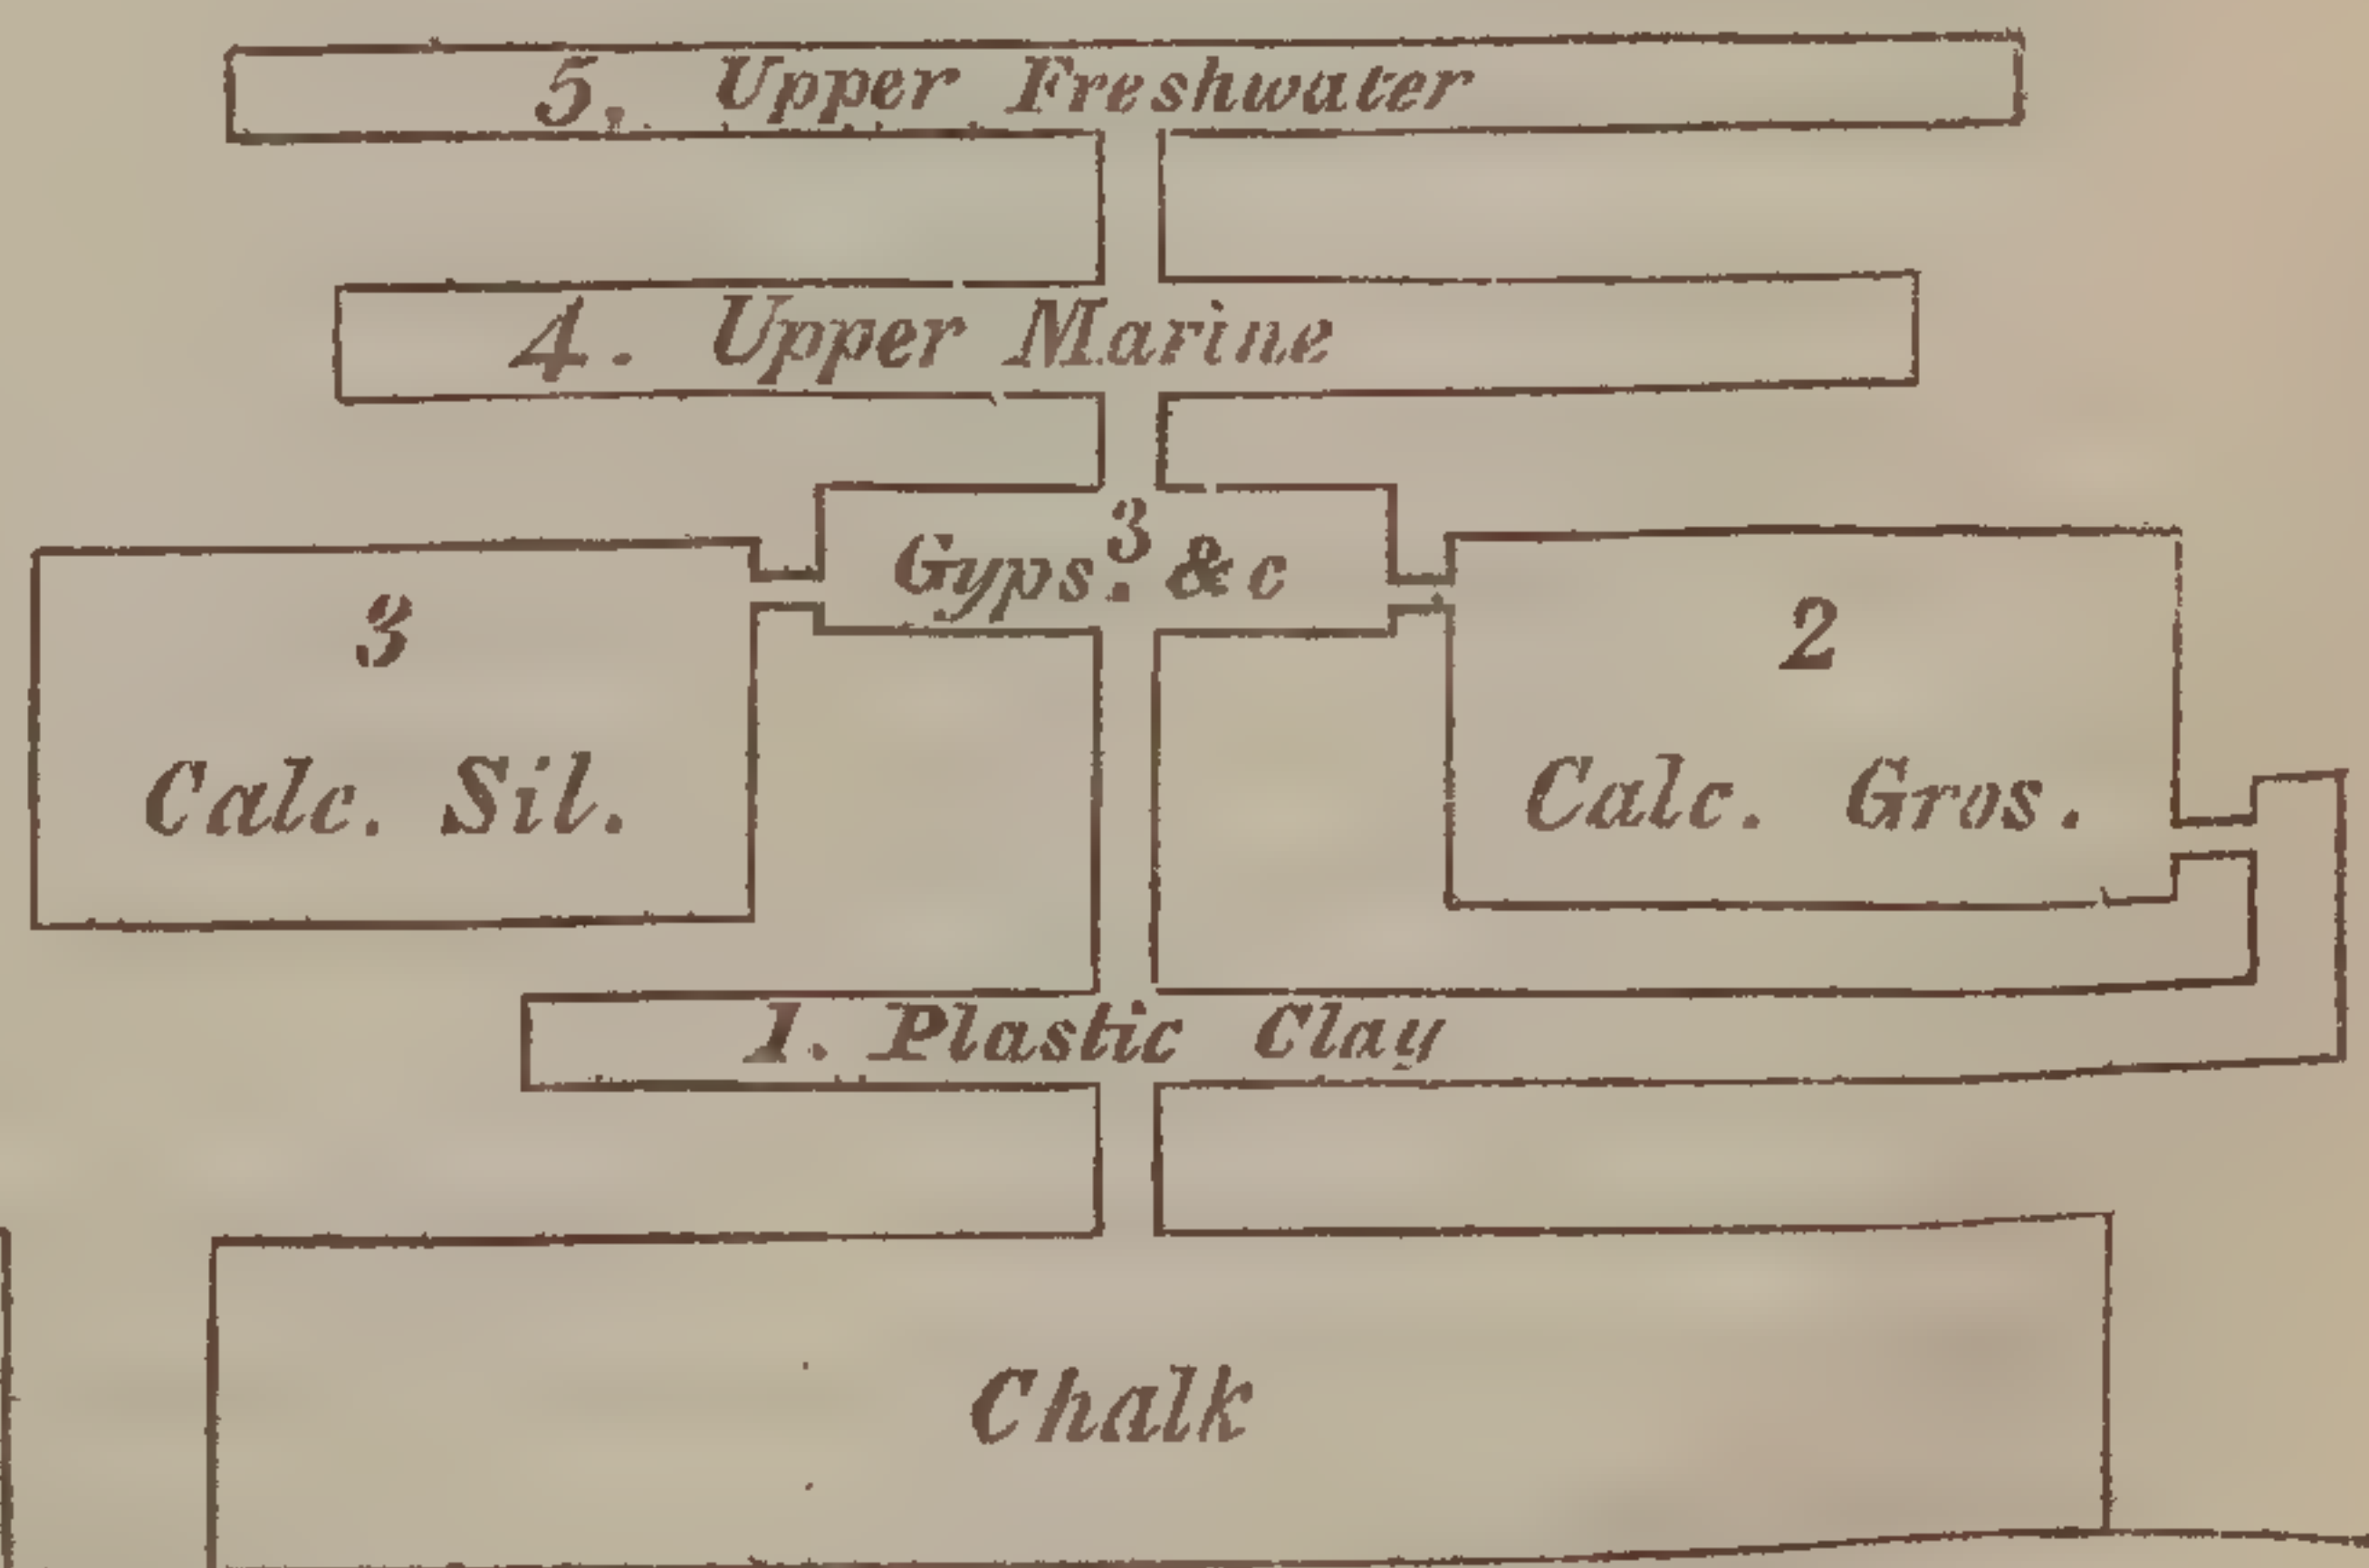 5. Upper Freshwater
4. Upper Marine
3
Gyps. & c
3
Calc. Sil.
2
Calc. Gros.
1. Plastic Clay
Chalk